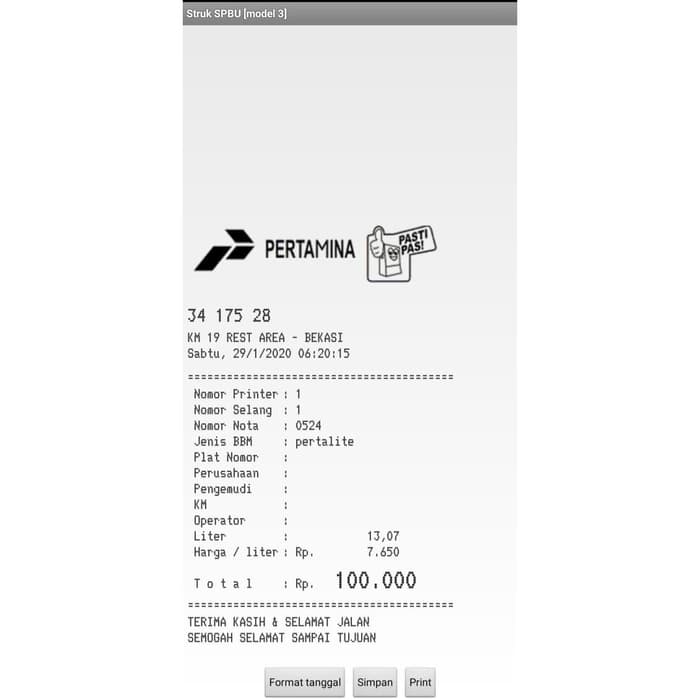 Struk SPBU [model 3]
PERTAMINA
PASTI
PAS!
34 175 28
KM 19 REST AREA - BEKASI
Sabtu, 29/1/2020 06:20:15
=========================================
Nomor Printer : 1
Nomor Selang : 1
Nomor Nota : 0524
Jenis BBM : pertalite
Plat Nomor :
Perusahaan :
Pengemudi :
KM :
Operator :
Liter : 13,07
Harga / liter : Rp. 7.650
T o t a l : Rp. 100.000
=========================================
TERIMA KASIH & SELAMAT JALAN
SEMOGAH SELAMAT SAMPAI TUJUAN
Format tanggal Simpan Print